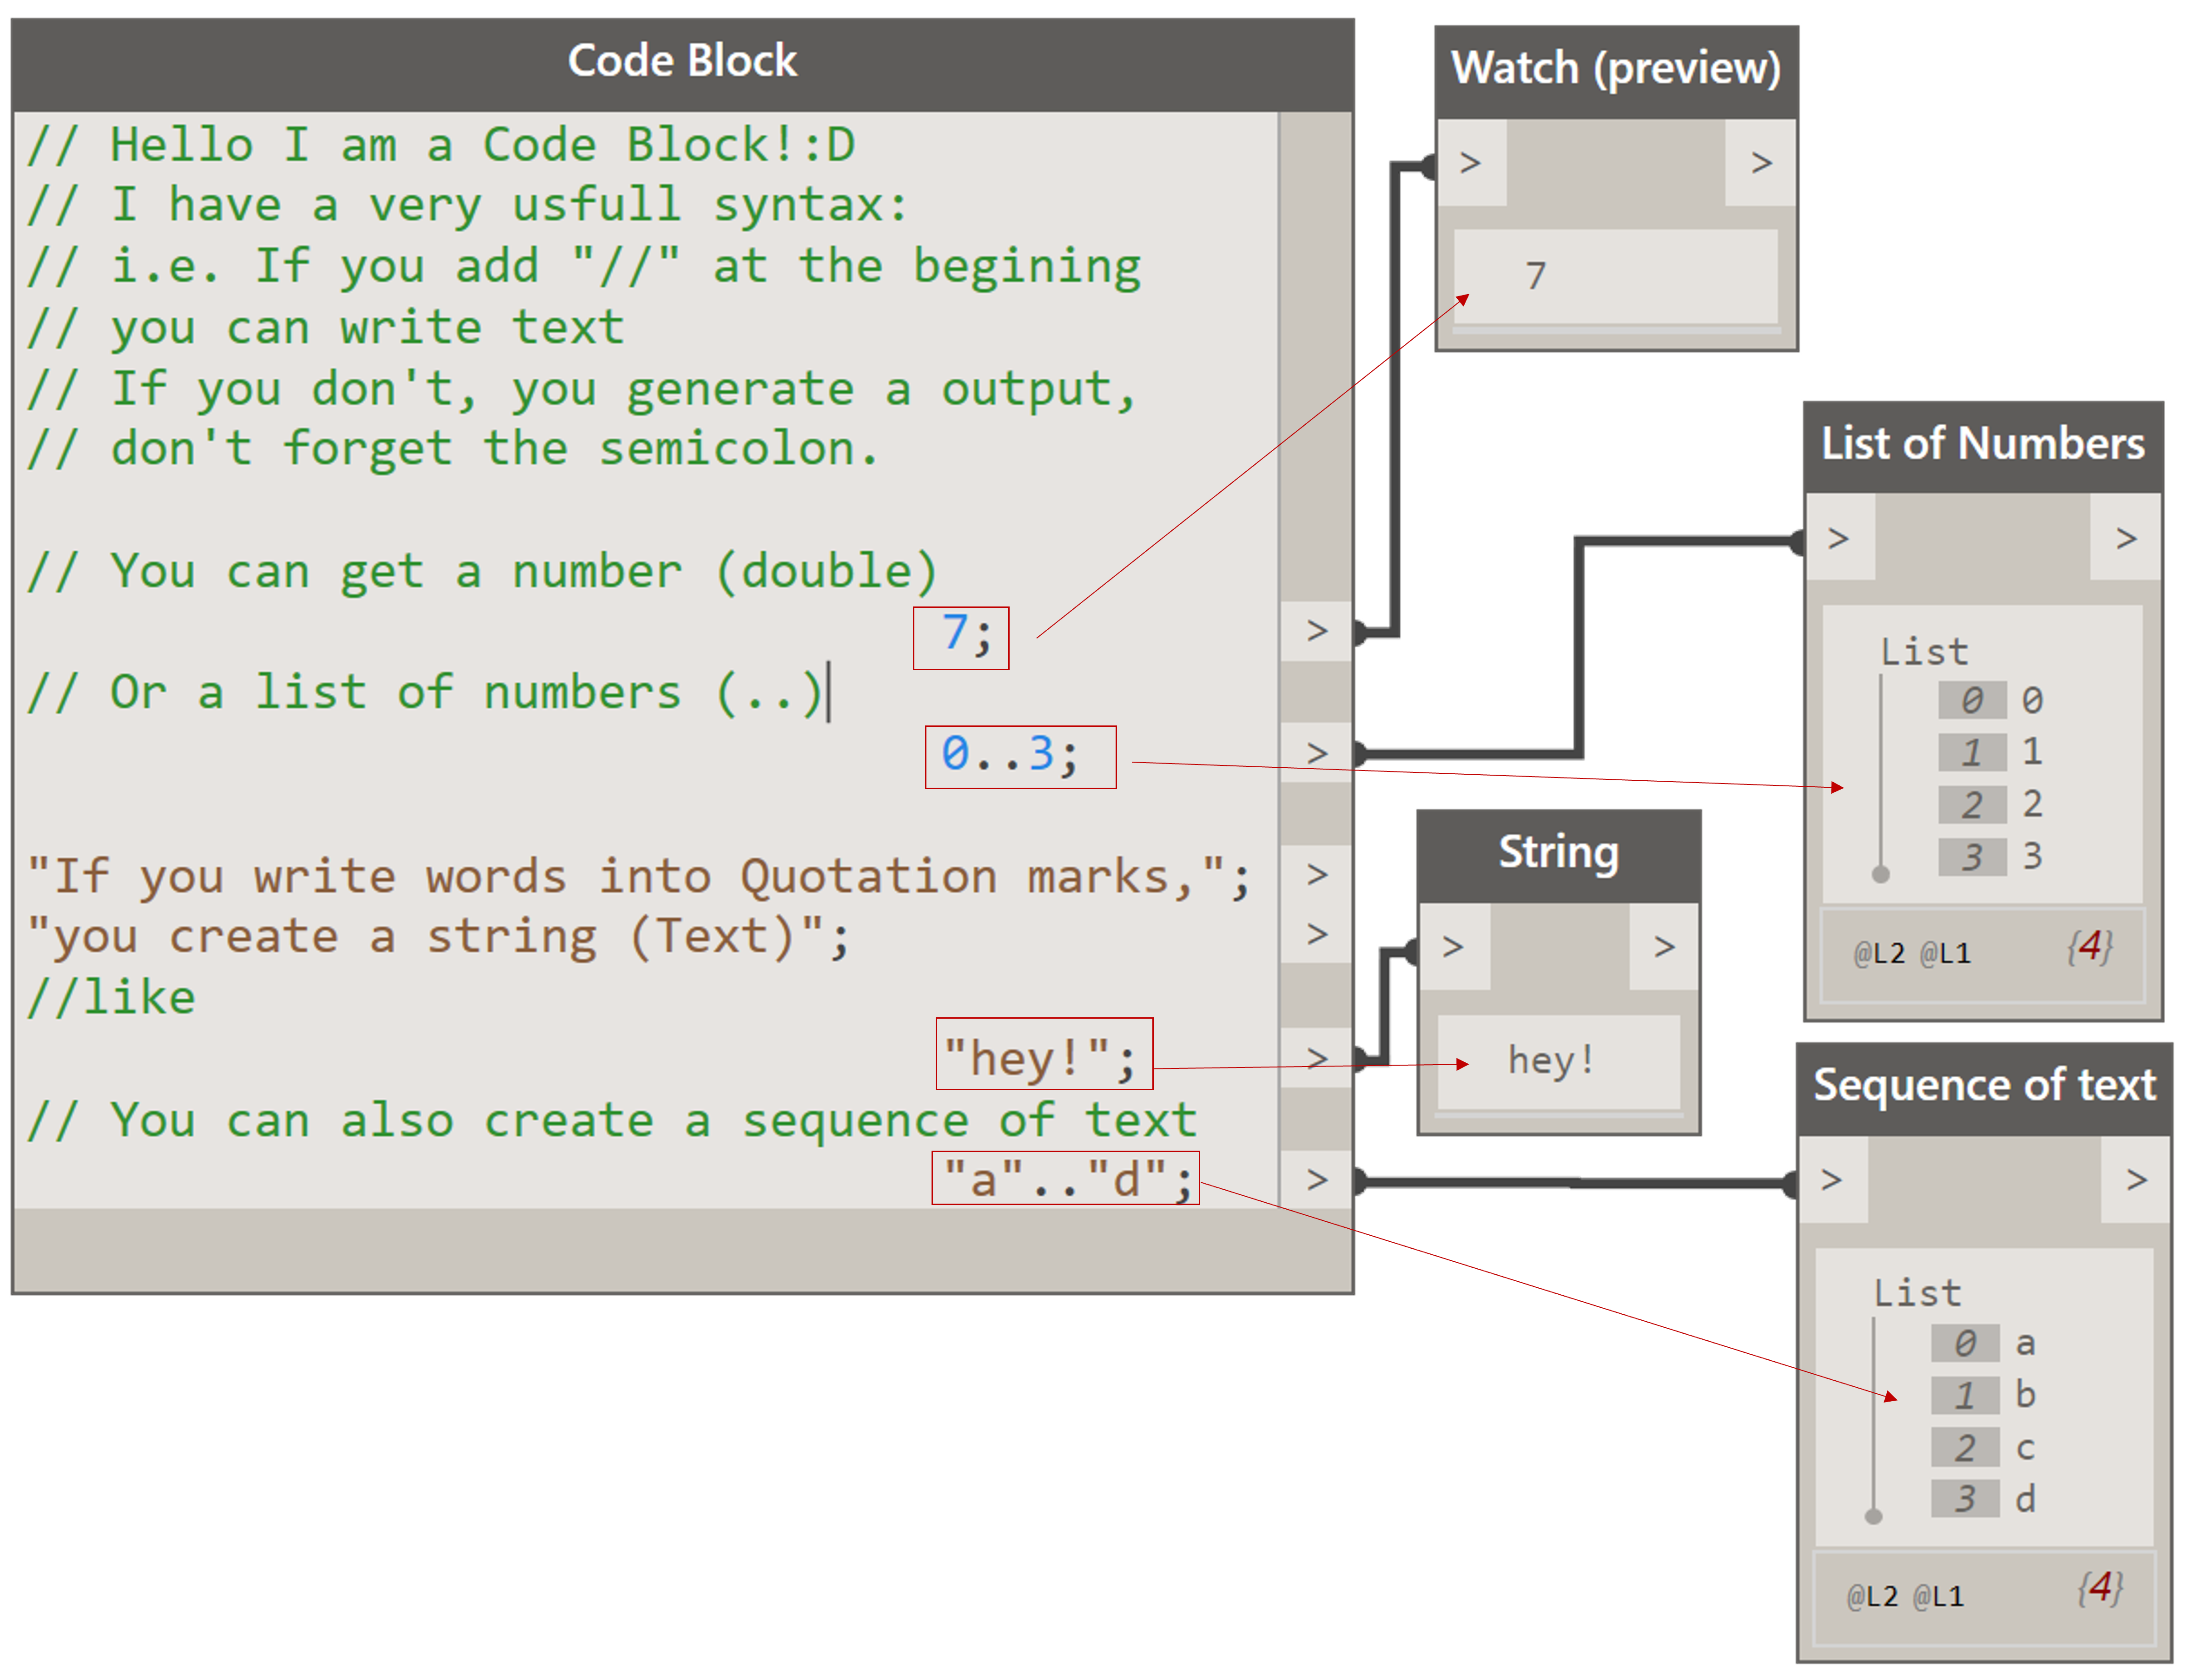 Code Block
// Hello I am a Code Block!:D
// I have a very usfull syntax:
// i.e. If you add "//" at the begining
// you can write text
// If you don't, you generate a output,
// don't forget the semicolon.
// You can get a number (double)
7;
>
// Or a list of numbers (..)
0..3;
>
"If you write words into Quotation marks,";
>
"you create a string (Text)";
>
//like
"hey!";
>
// You can also create a sequence of text
"a".."d";
>
Watch (preview)
> >
7
List of Numbers
> >
List
0 0
1 1
2 2
3 3
@L2 @L1 {4}
String
> >
hey!
Sequence of text
> >
List
0 a
1 b
2 c
3 d
@L2 @L1 {4}